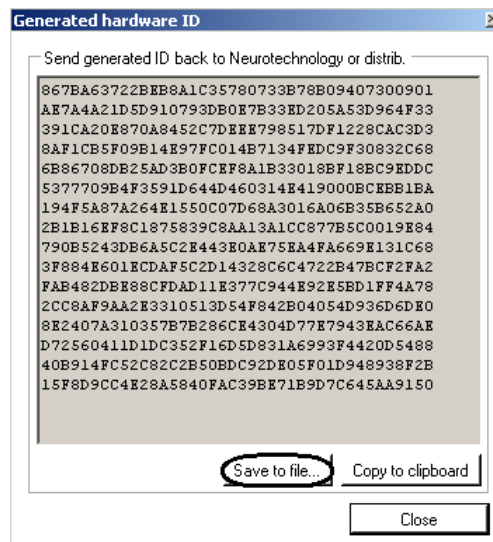 Generated hardware ID
Send generated ID back to Neurotechnology or distrib.
867BA63722BEB8A1C35780733B78B09407300901
AE7A4A21D5D910793DB0E7B33ED205A53D964F33
391CA20E870A8452C7DEEE798517DF1228CAC3D3
8AF1CB5F09B14E97FC014B7134FEDC9F30832C68
6B86708DB25AD3B0FCEF8A1B33018BF18BC9EDDC
5377709B4F3591D644D460314E419000BCEBB1BA
194F5A87A264E1550C07D68A3016A06B35B652A0
2B1B16EF8C1875839C8AA13A1CC877B5C0019E84
790B5243DB6A5C2E443E0AE75EA4FA669E131C68
3F884E601ECDAF5C2D14328C6C4722B47BCF2FA2
FAB482DBE88CFDAD11E377C944E92E5BD1FF4A78
2CC8AF9AA2E3310513D54F842B04054D936D6DE0
8E2407A310357B7B286CE4304D77E7943EAC66AE
D72560411D1DC352F16D5D831A6993F4420D5488
40B914FC52C82C2B50BDC92DE05F01D948938F2B
15F8D9CC4E28A5840FAC39BE71B9D7C645AA9150
Save to file... Copy to clipboard
Close